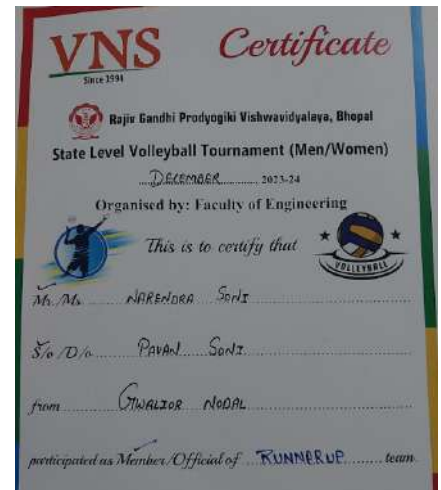 VNS Certificate
Since 1994
Rajiv Gandhi Prodyogiki Vishwavidyalaya, Bhopal
State Level Volleyball Tournament (Men/Women)
DECEMBER 2023-24
Organised by: Faculty of Engineering
This is to certify that
VOLLEYBALL
Mr./Ms. NARENDRA SONI
S/o /D/o PAVAN SONI
from GWALIOR NODAL
participated as Member/Official of RUNNERUP team